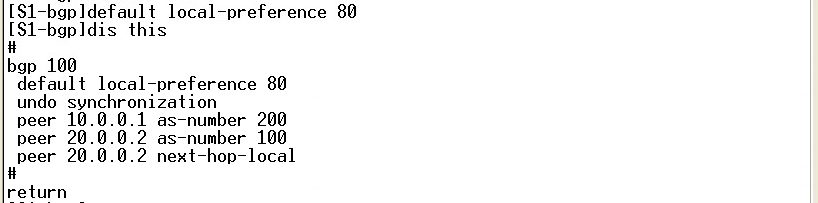 [S1-bgp]default local-preference 80
[S1-bgp]dis this
#
bgp 100
 default local-preference 80
 undo synchronization
 peer 10.0.0.1 as-number 200
 peer 20.0.0.2 as-number 100
 peer 20.0.0.2 next-hop-local
#
return